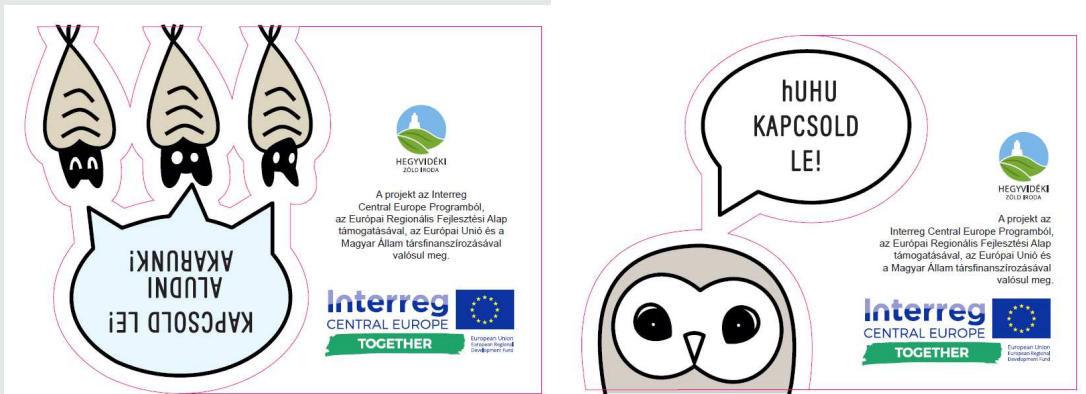 KAPCSOLD LE!
ALUDNI
AKARUNK!
HEGYVIDÉKI
ZÖLD IRODA
A projekt az Interreg
Central Europe Programból,
az Európai Regionális Fejlesztési Alap
támogatásával, az Európai Unió és a
Magyar Állam társfinanszírozásával
valósul meg.
Interreg
CENTRAL EUROPE
TOGETHER
European Union
European Regional
Development Fund
hUHU
KAPCSOLD
LE!
HEGYVIDÉKI
ZÖLD IRODA
A projekt az
Interreg Central Europe Programból,
az Európai Regionális Fejlesztési Alap
támogatásával, az Európai Unió és
a Magyar Állam társfinanszírozásával
valósul meg.
Interreg
CENTRAL EUROPE
TOGETHER
European Union
European Regional
Development Fund